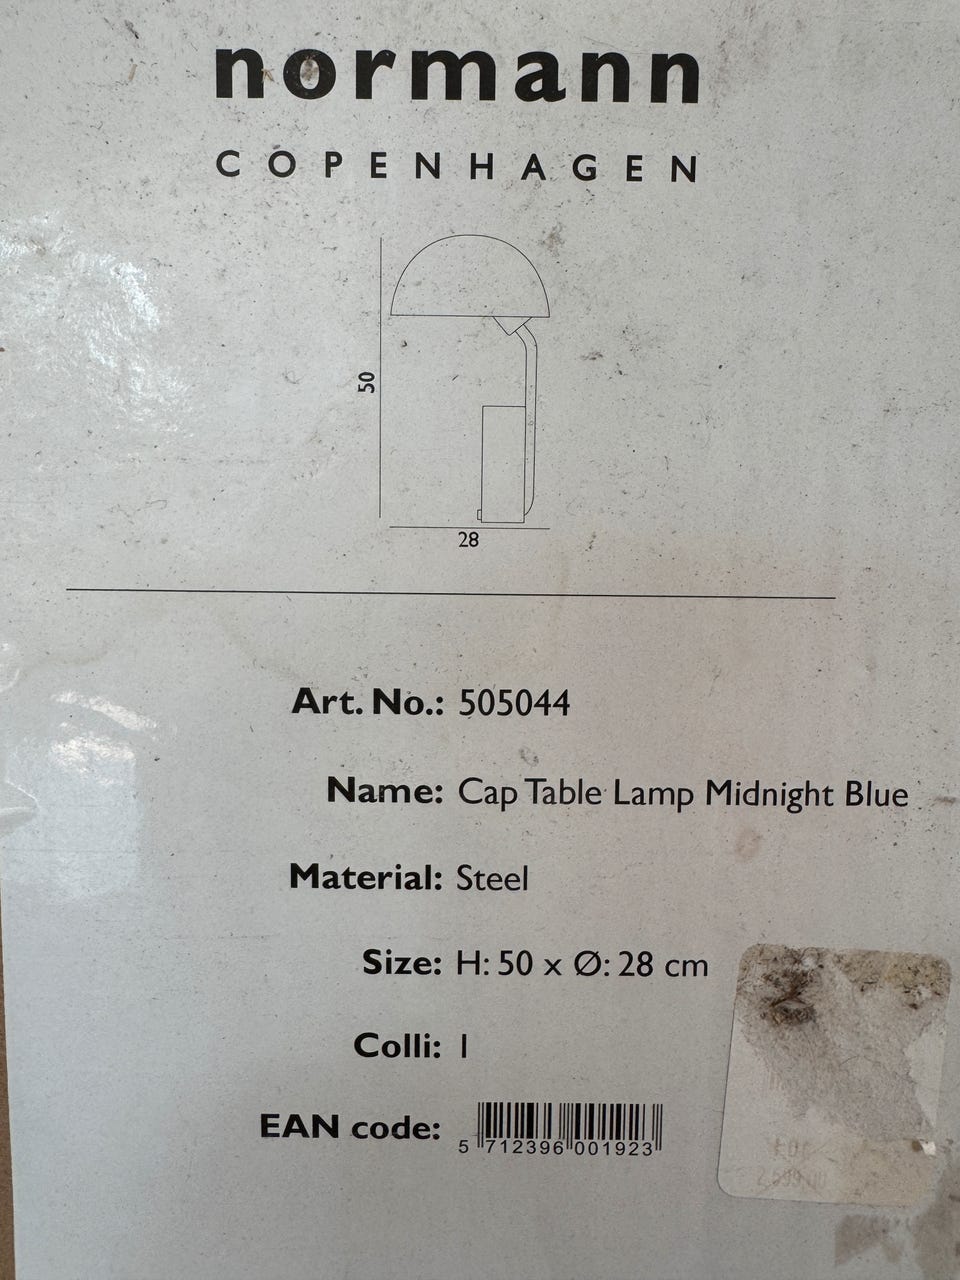 normann
COPENHAGEN
50
28
Art. No.: 505044
Name: Cap Table Lamp Midnight Blue
Material: Steel
Size: H: 50 x Ø: 28 cm
Colli: 1
EAN code:
5 712396 001923